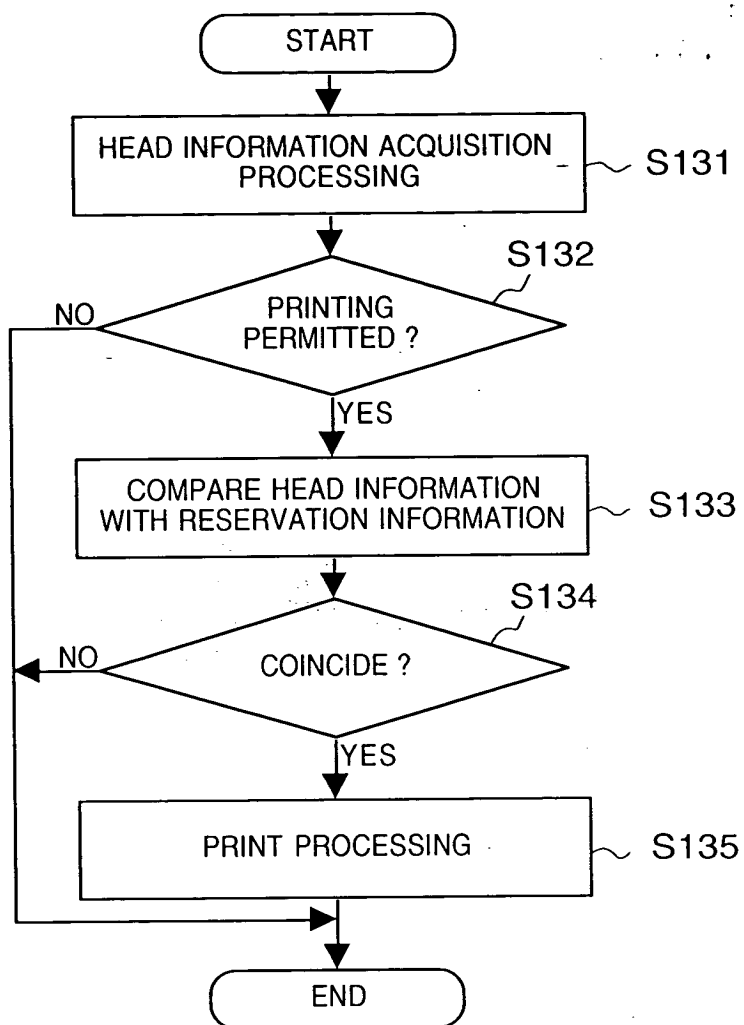 START
HEAD INFORMATION ACQUISITION
PROCESSING
S131
S132
PRINTING
PERMITTED ?
NO
YES
COMPARE HEAD INFORMATION
WITH RESERVATION INFORMATION
S133
S134
COINCIDE ?
NO
YES
PRINT PROCESSING
S135
END